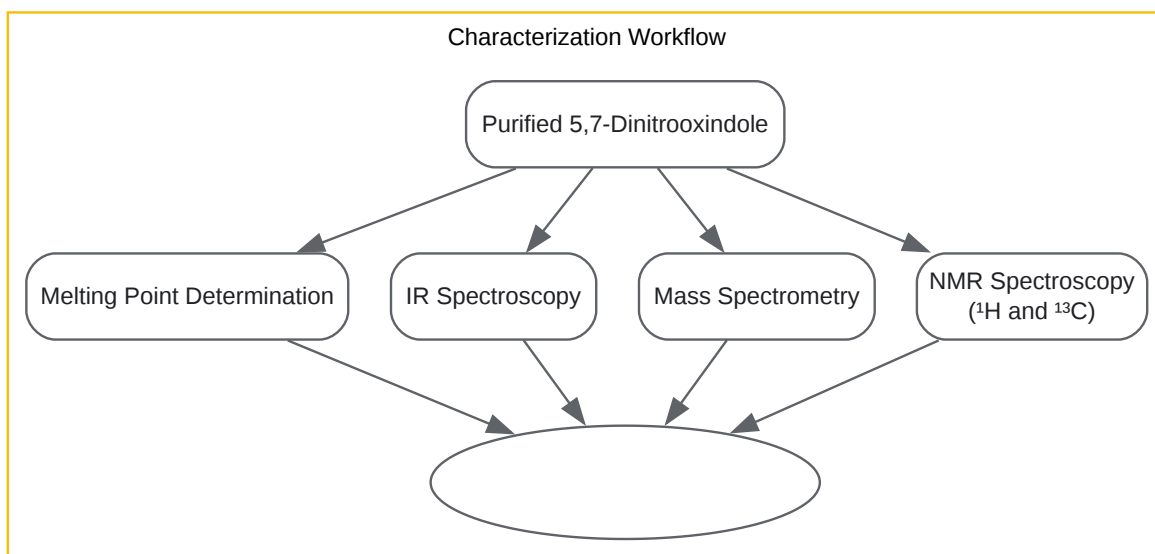 Characterization Workflow
Purified 5,7-Dinitrooxindole
Melting Point Determination
IR Spectroscopy
Mass Spectrometry
NMR Spectroscopy
(¹H and ¹³C)